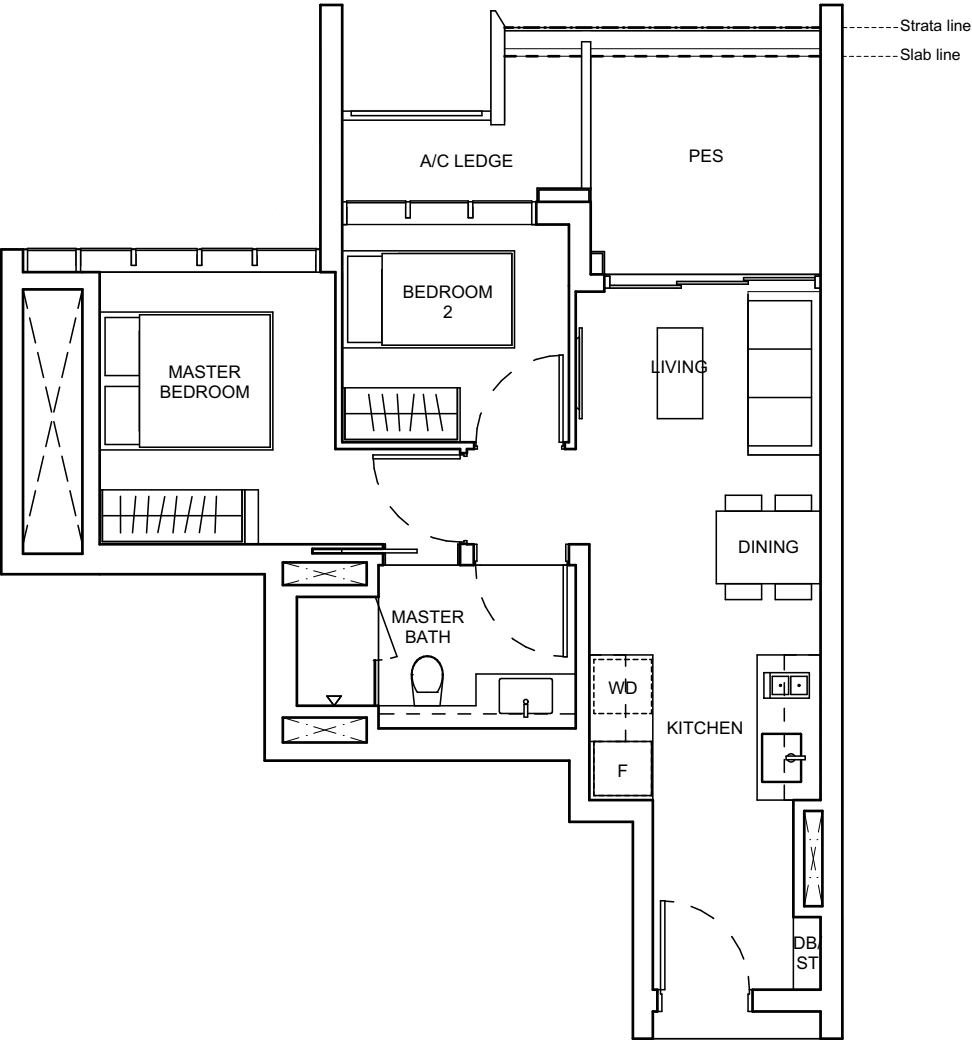 Strata line
Slab line
A/C LEDGE
PES
BEDROOM
2
MASTER
BEDROOM
LIVING
DINING
MASTER
BATH
WD
KITCHEN
F
DB/
ST